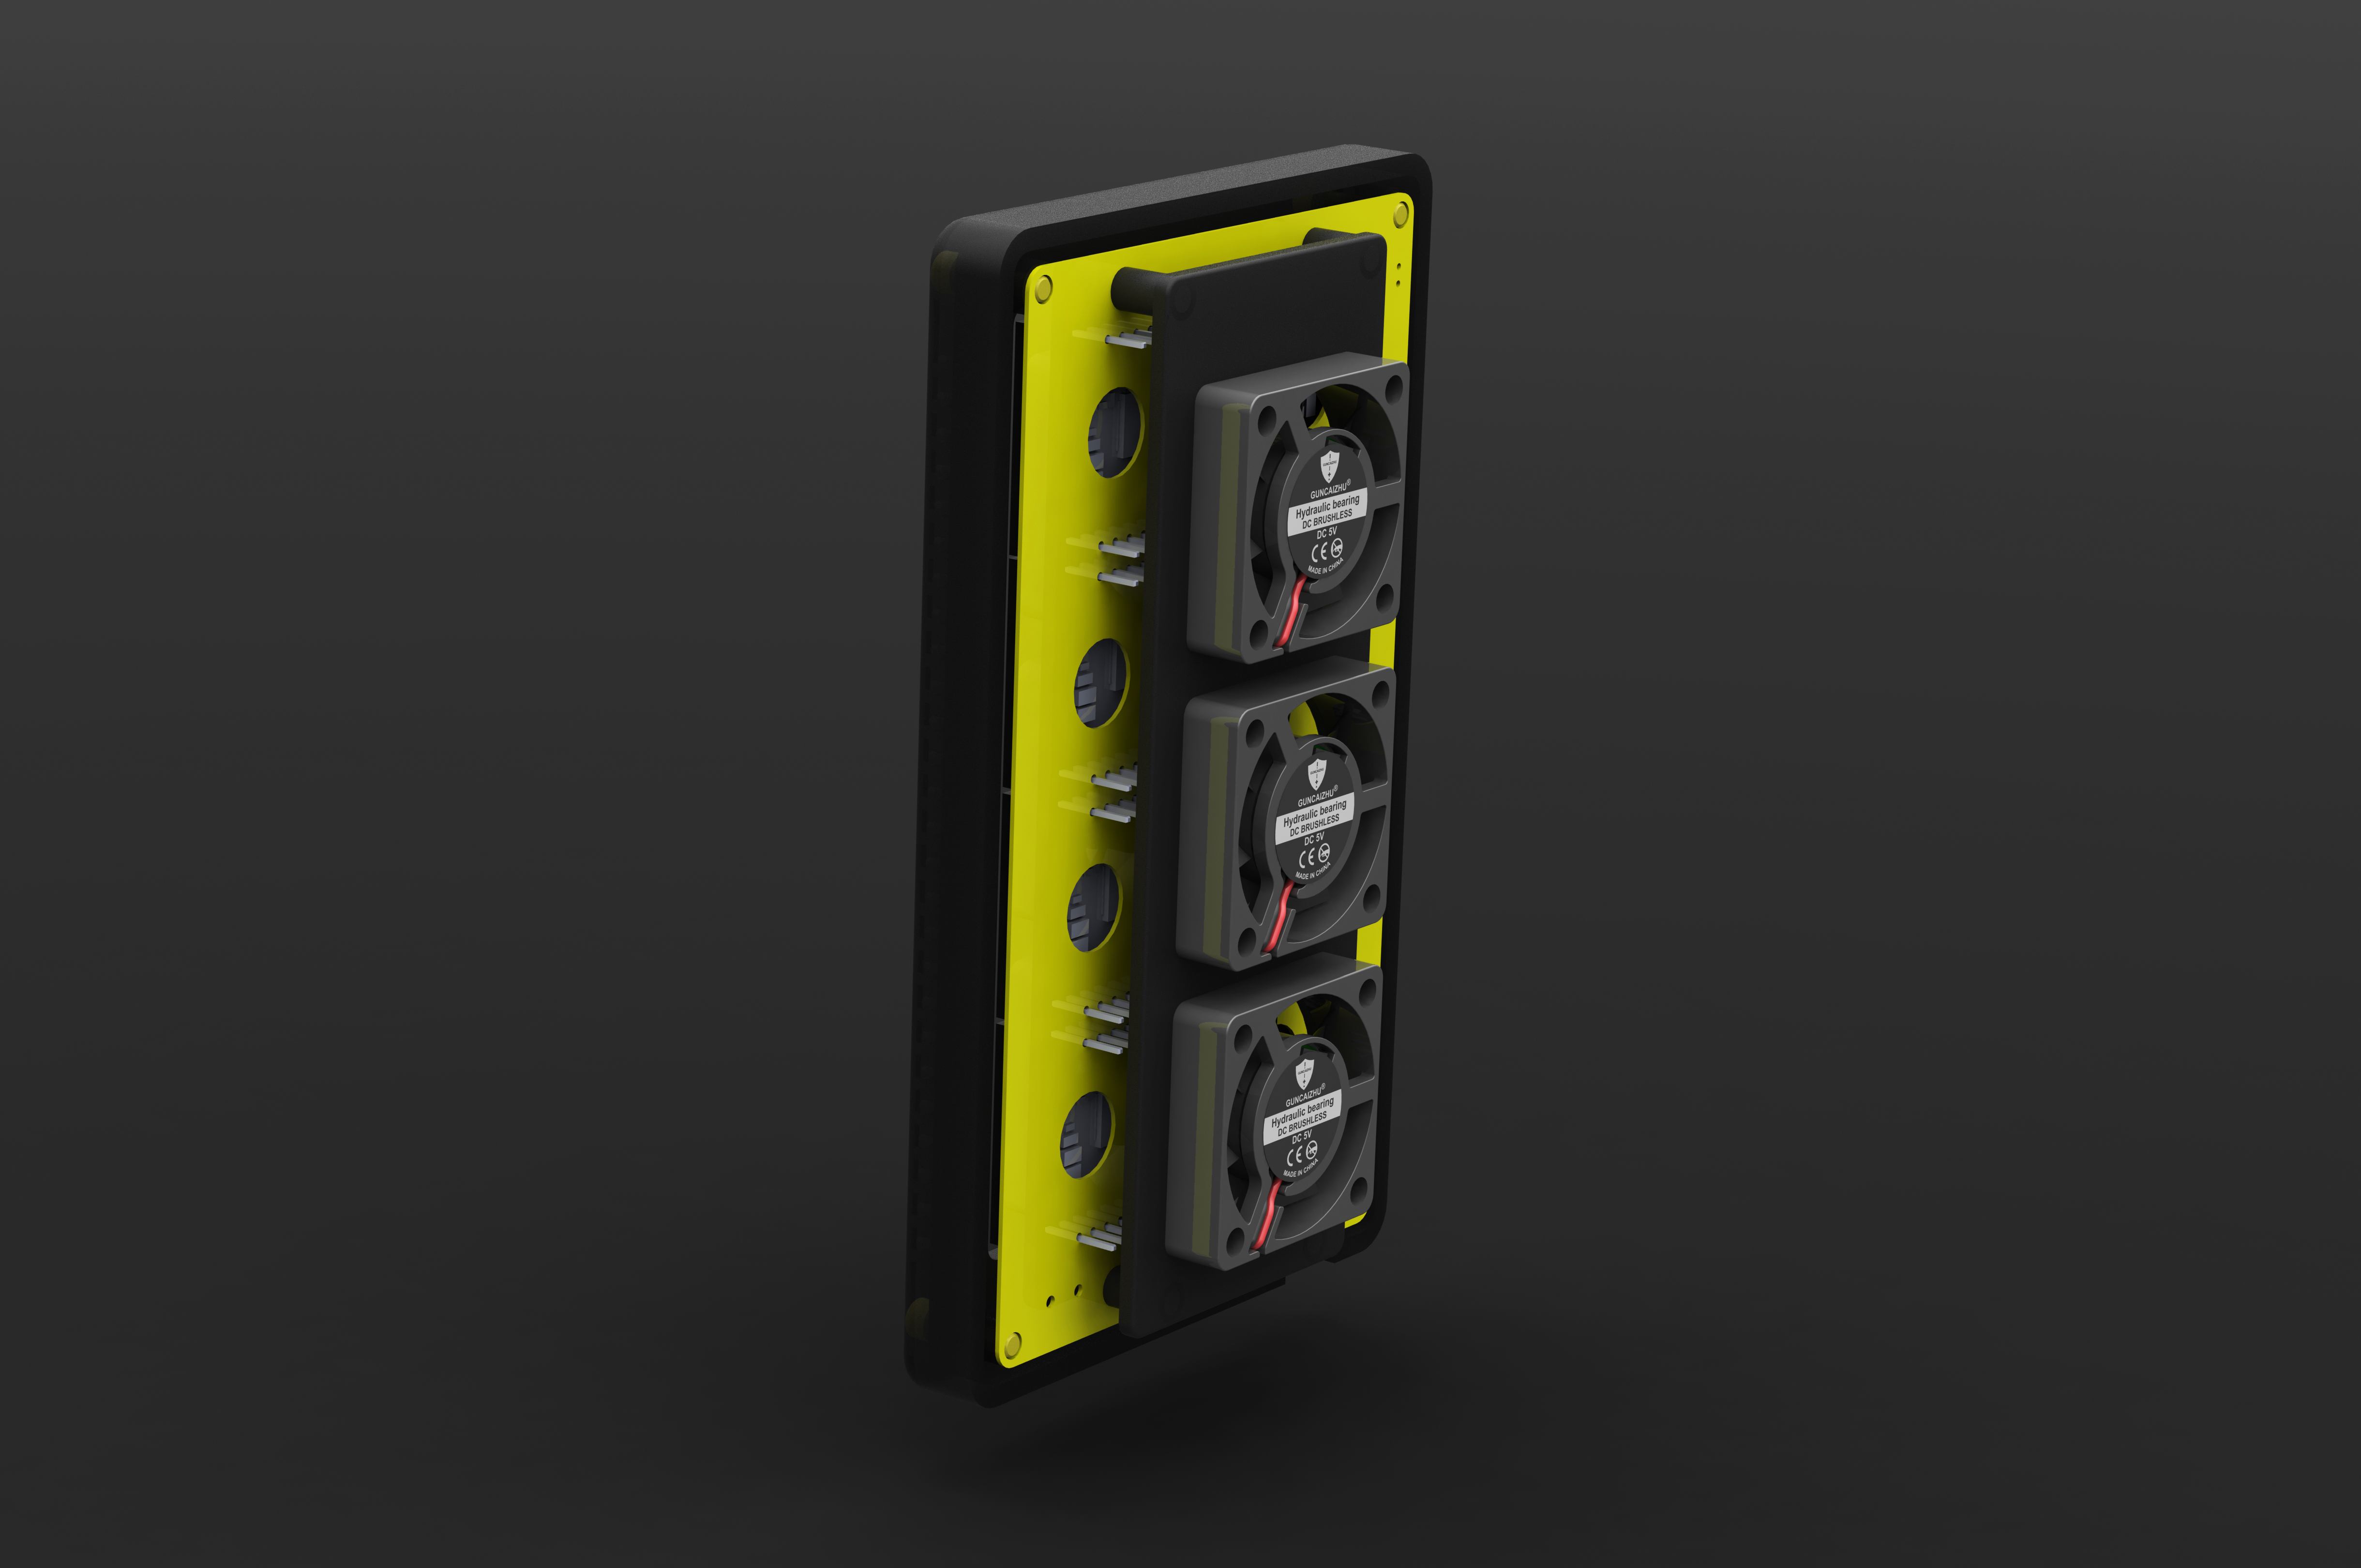 GUNCAIZHU®
Hydraulic bearing
DC BRUSHLESS
DC 5V
CE
MADE IN CHINA
GUNCAIZHU®
Hydraulic bearing
DC BRUSHLESS
DC 5V
CE
MADE IN CHINA
GUNCAIZHU®
Hydraulic bearing
DC BRUSHLESS
DC 5V
CE
MADE IN CHINA